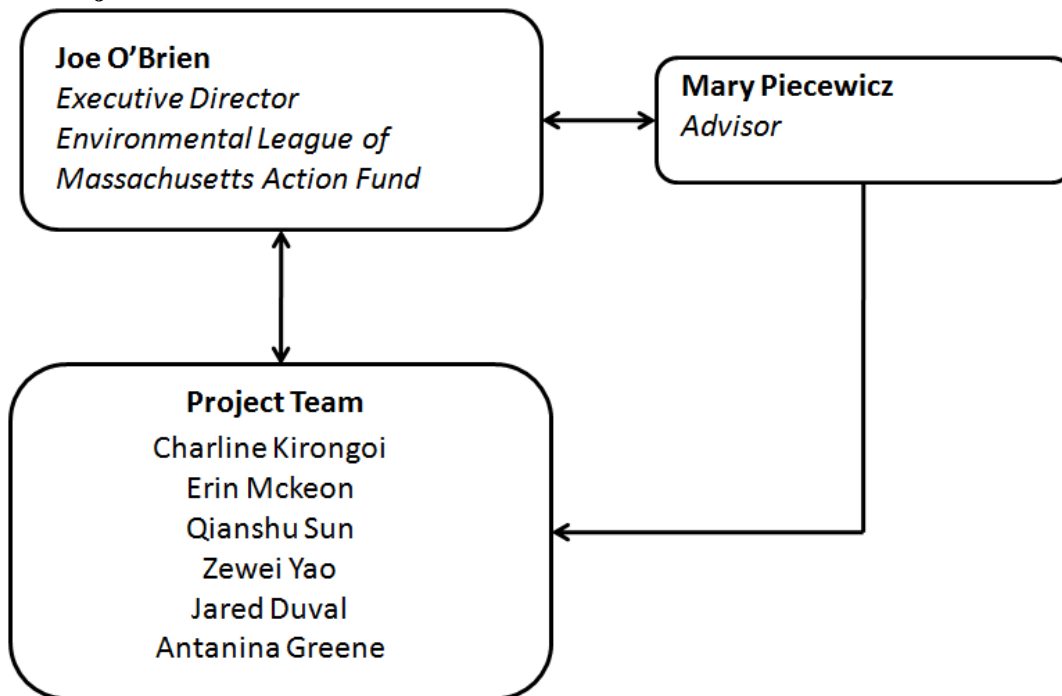 Joe O’Brien
Executive Director
Environmental League of
Massachusetts Action Fund
Mary Piecewicz
Advisor
Project Team
Charline Kirongoi
Erin Mckeon
Qianshu Sun
Zewei Yao
Jared Duval
Antanina Greene